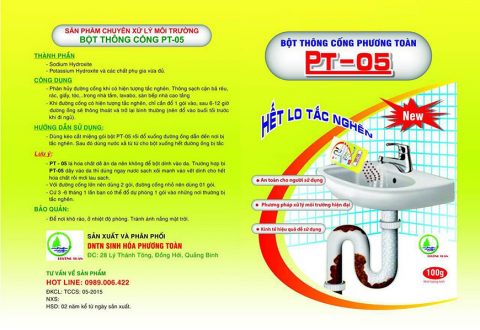 SẢN PHẨM CHUYÊN XỬ LÝ MÔI TRƯỜNG
BỘT THÔNG CỐNG PT-05
THÀNH PHẦN
- Sodium Hydroxite
- Potassium Hydroxite và các chất phụ gia vừa đủ.
CÔNG DỤNG
- Phân hủy đường cống khi có hiện tượng tắc nghẽn. Thông sạch cặn bã rêu,
rác, giấy, tóc...trong nhà tắm, lavabo, sàn bếp nhà cao tầng
- Khi đường cống có hiện tượng tắc nghẽn, chỉ cần đổ 1 gói vào, sau 6-12 giờ
đường ống sẽ thông thoát và trở lại bình thường (nên đổ vào buổi tối trước
khi đi ngủ).
HƯỚNG DẪN SỬ DỤNG:
- Dùng kéo cắt miệng gói bột PT-05 rồi đổ xuống đường ống dẫn đến nơi bị
tắc nghẽn. Sau đó dùng nước xả từ từ cho bột xuống hết đường ống bị tắc
Lưu ý:
- PT - 05 là hóa chất dễ ăn da nên không để bột dính vào da. Trường hợp bị
PT-05 dây vào da thì dùng ngay nước sạch rồi manh vào vết dính cho hết
hóa chất rồi mới lau sạch.
- Với đường cống lớn nên dùng 2 gói, đường cống nhỏ nên dùng 01 gói.
- Cứ 3 -6 tháng 1 lần bạn có thể đổ dự phòng 1 gói vào những nơi thường bị
tắc nghẽn.
BẢO QUẢN:
- Để nơi khô ráo, ở nhiệt độ phòng. Tránh ánh nắng mặt trời.
SẢN XUẤT VÀ PHÂN PHỐI
DNTN SINH HÓA PHƯƠNG TOÀN
ĐC: 28 Lý Thánh Tông, Đồng Hới, Quảng Bình
TƯ VẤN VỀ SẢN PHẨM
HOT LINE: 0989.006.422
ĐKCL: TCCS: 05-2015
NXS:
HSD: 02 năm kể từ ngày sản xuất.
BỘT THÔNG CỐNG PHƯƠNG TOÀN
PT-05
HẾT LO TẮC NGHẼN
New
An toàn cho người sử dụng
Phương pháp xử lý môi trường hiện đại
Kinh tế hiệu quả dễ sử dụng
100g